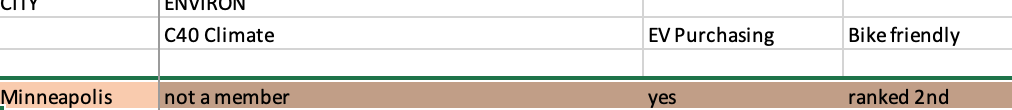 CITY ENVIRON
C40 Climate EV Purchasing Bike friendly
Minneapolis not a member yes ranked 2nd